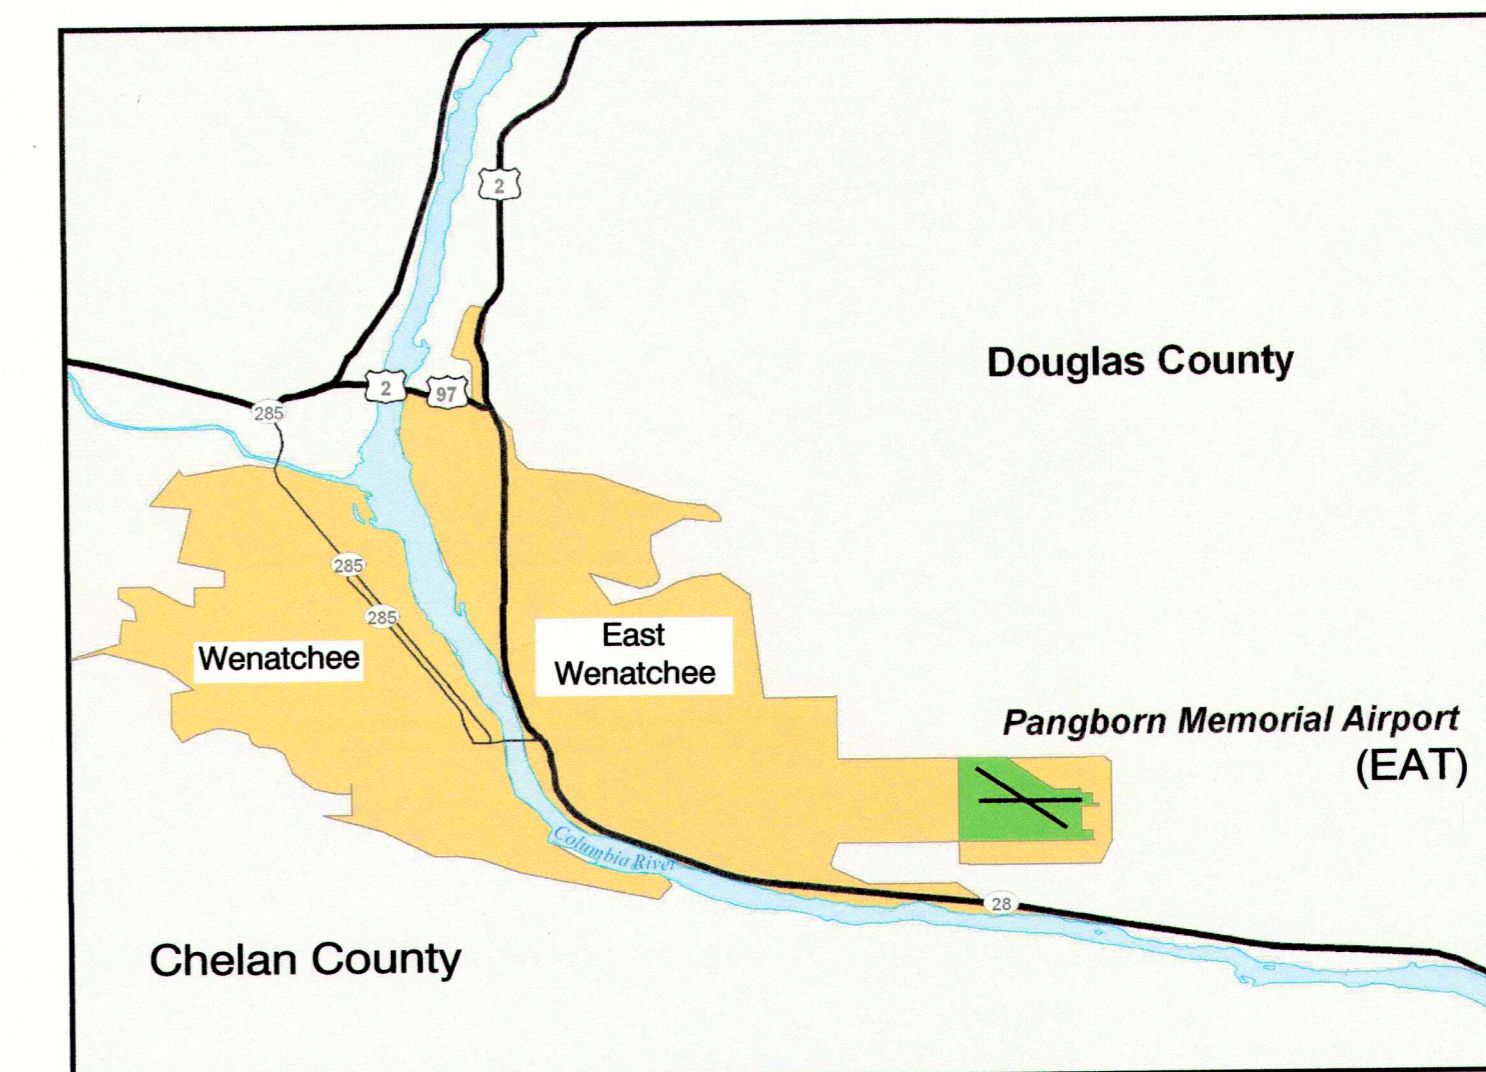 2
Douglas County
2
97
285
285
285
East
Wenatchee
Wenatchee
Pangborn Memorial Airport
(EAT)
Columbia River
28
Chelan County